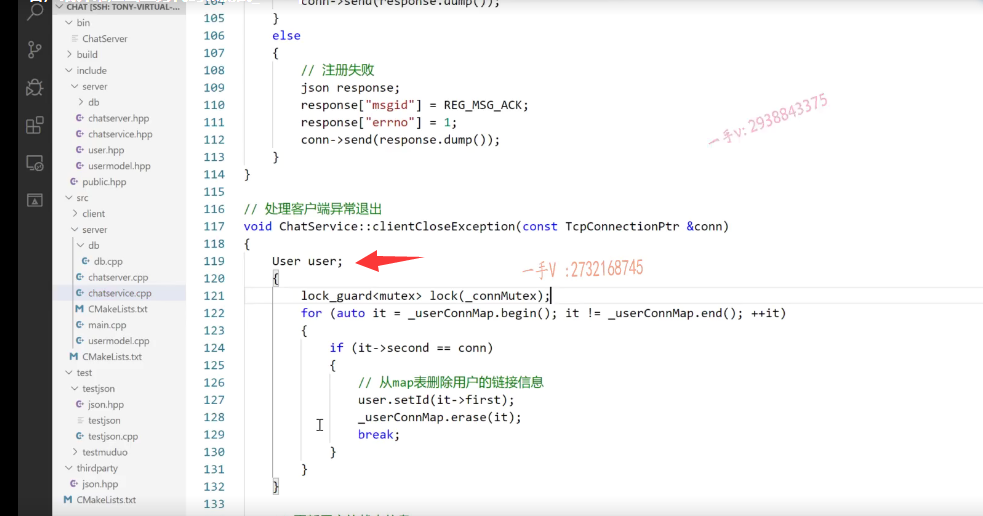 CHAT [SSH: TONY-VIRTUAL-...
bin
ChatServer
build
include
server
db
chatserver.hpp
chatservice.hpp
user.hpp
usermodel.hpp
public.hpp
src
client
server
db
db.cpp
chatserver.cpp
chatservice.cpp
CMakeLists.txt
main.cpp
usermodel.cpp
CMakeLists.txt
test
testjson
json.hpp
testjson
testjson.cpp
testmuduo
thirdparty
json.hpp
CMakeLists.txt
104 conn->send(response.dump());
105 }
106 else
107 {
108 // 注册失败
109 json response;
110 response["msgid"] = REG_MSG_ACK;
111 response["errno"] = 1;
112 conn->send(response.dump());
113 }
114 }
115
116 // 处理客户端异常退出
117 void ChatService::clientCloseException(const TcpConnectionPtr &conn)
118 {
119 User user;
120 {
121 lock_guard<mutex> lock(_connMutex);
122 for (auto it = _userConnMap.begin(); it != _userConnMap.end(); ++it)
123 {
124 if (it->second == conn)
125 {
126 // 从map表删除用户的链接信息
127 user.setId(it->first);
128 _userConnMap.erase(it);
129 break;
130 }
131 }
132 }
133
一手v: 2938843375
一手V :2732168745